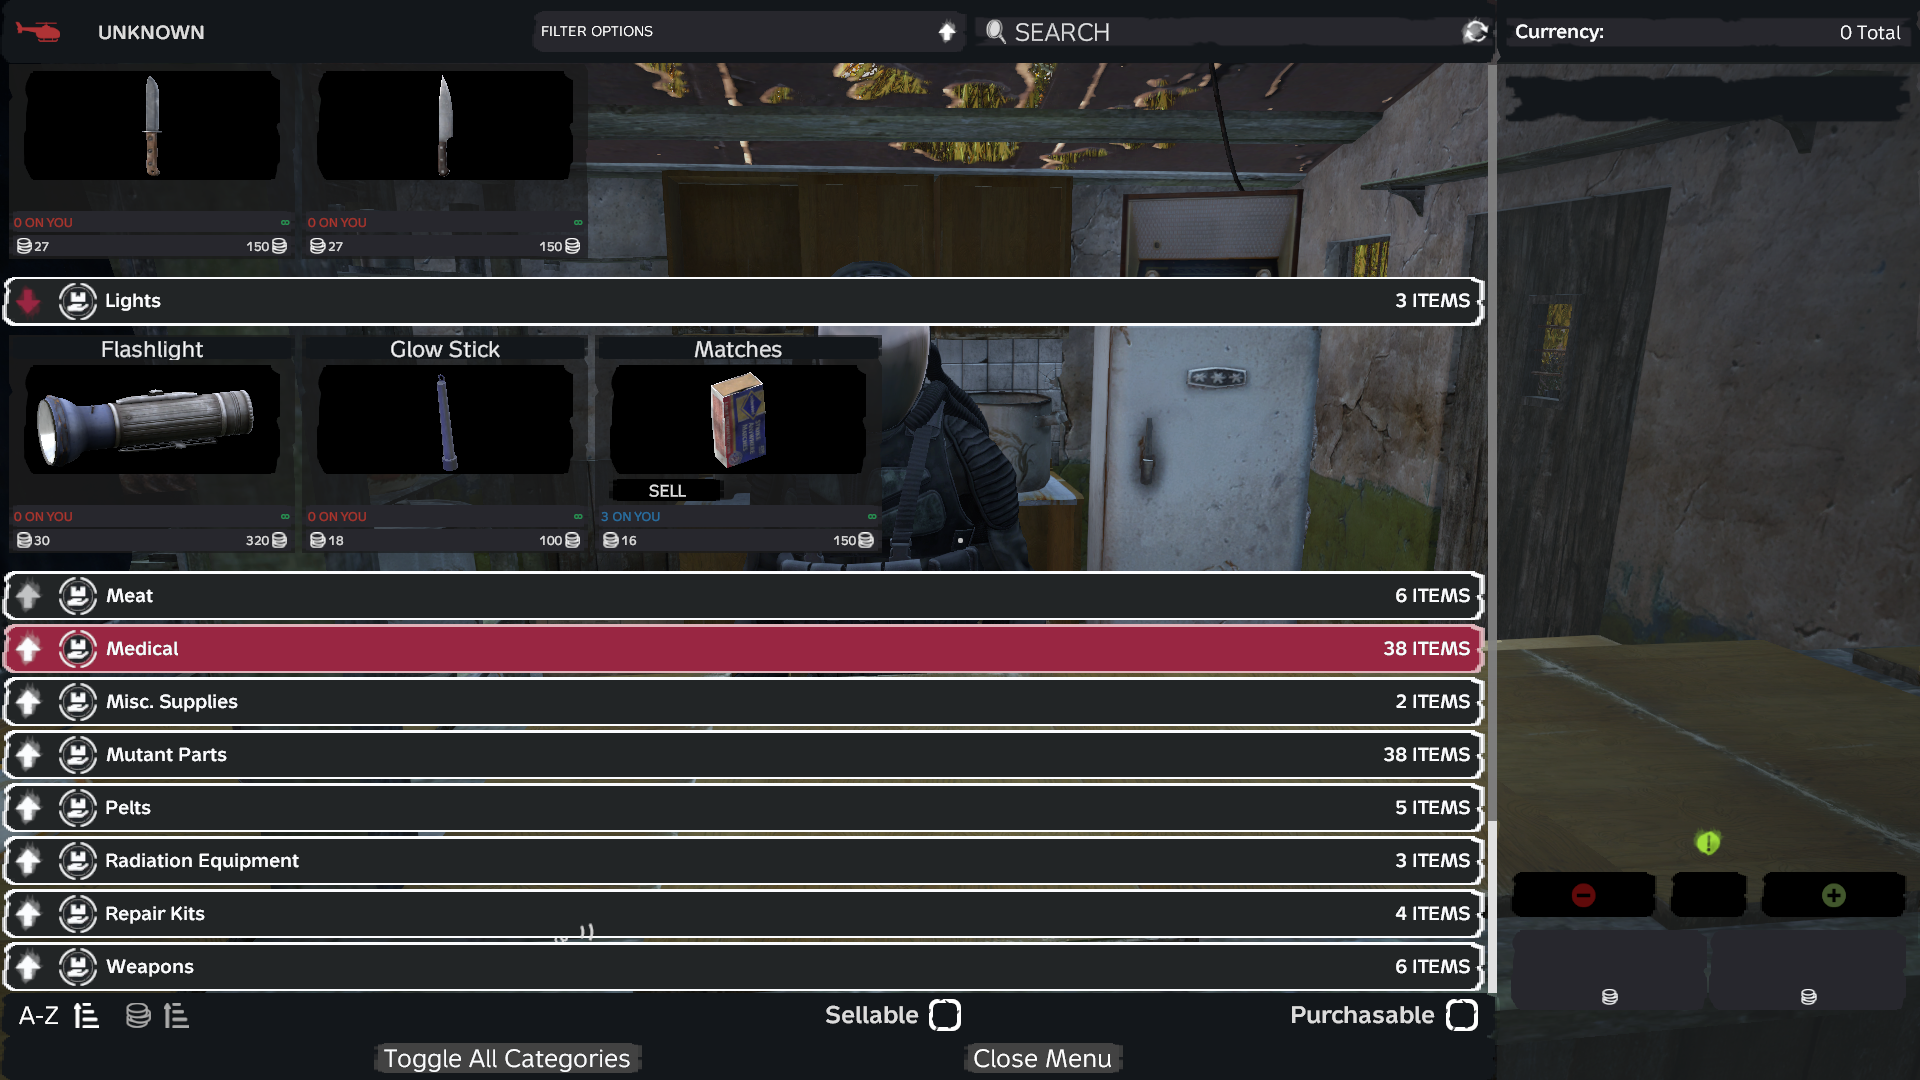 UNKNOWN
FILTER OPTIONS
SEARCH
Currency:
0 Total
0 ON YOU
∞
27
150
0 ON YOU
∞
27
150
Lights
3 ITEMS
Flashlight
Glow Stick
Matches
SELL
0 ON YOU
∞
30
320
0 ON YOU
∞
18
100
3 ON YOU
∞
16
150
Meat
6 ITEMS
Medical
38 ITEMS
Misc. Supplies
2 ITEMS
Mutant Parts
38 ITEMS
Pelts
5 ITEMS
Radiation Equipment
3 ITEMS
Repair Kits
4 ITEMS
Weapons
6 ITEMS
A-Z
Sellable
Purchasable
Toggle All Categories
Close Menu